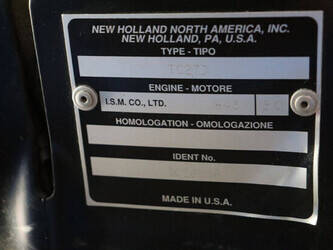 NEW HOLLAND NORTH AMERICA, INC.
NEW HOLLAND, PA, U.S.A.
TYPE - TIPO
TC27D
ENGINE - MOTORE
I.S.M. CO., LTD.
HOMOLOGATION - OMOLOGAZIONE
IDENT No.
MADE IN U.S.A.